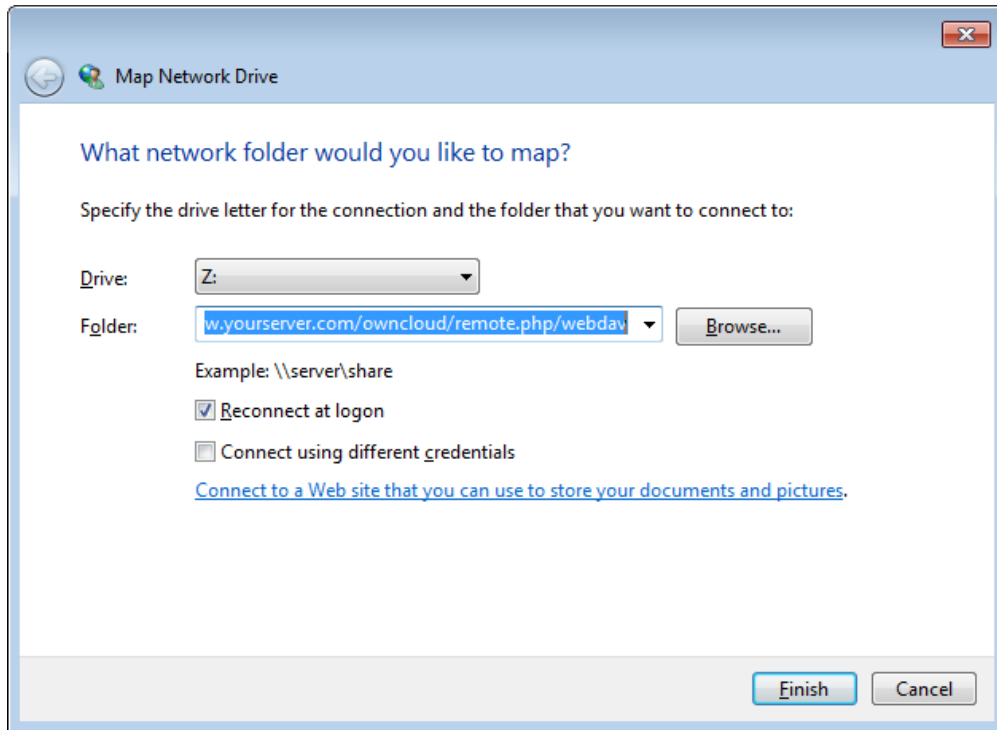 Map Network Drive
What network folder would you like to map?
Specify the drive letter for the connection and the folder that you want to connect to:
Drive: Z:
Folder: w.yourserver.com/owncloud/remote.php/webdav Browse...
Example: \\server\share
Reconnect at logon
Connect using different credentials
Connect to a Web site that you can use to store your documents and pictures.
Finish Cancel